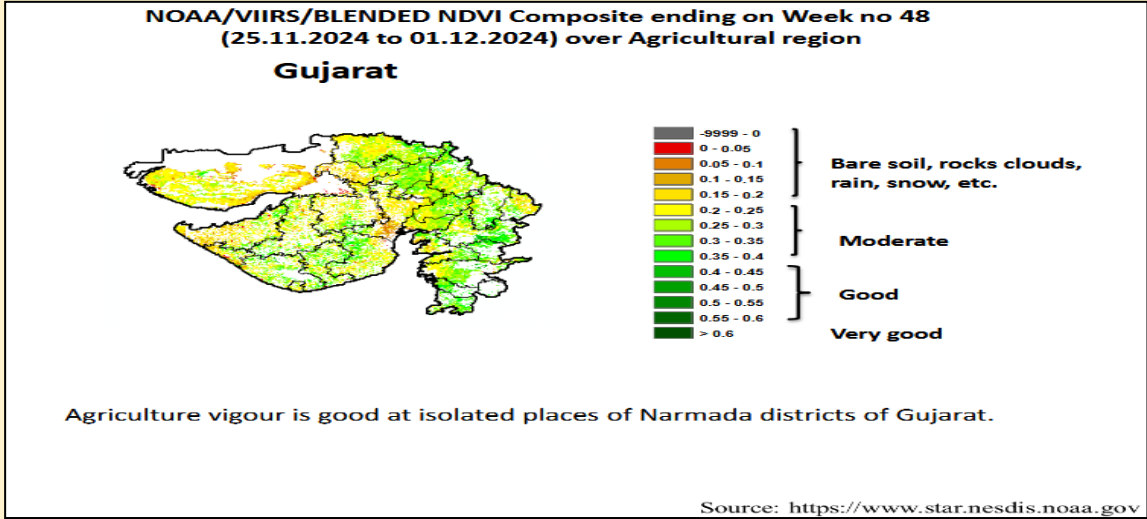 NOAA/VIIRS/BLENDED NDVI Composite ending on Week no 48
(25.11.2024 to 01.12.2024) over Agricultural region
Gujarat
-9999 - 0
0 - 0.05
0.05 - 0.1
0.1 - 0.15
0.15 - 0.2
0.2 - 0.25
0.25 - 0.3
0.3 - 0.35
0.35 - 0.4
0.4 - 0.45
0.45 - 0.5
0.5 - 0.55
0.55 - 0.6
> 0.6
Bare soil, rocks clouds,
rain, snow, etc.
Moderate
Good
Very good
Agriculture vigour is good at isolated places of Narmada districts of Gujarat.
Source: https://www.star.nesdis.noaa.gov